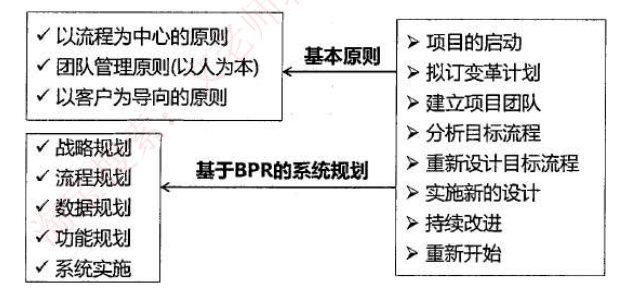 ✓ 以流程为中心的原则
✓ 团队管理原则(以人为本)
✓ 以客户为导向的原则
基本原则
➢ 项目的启动
➢ 拟订变革计划
➢ 建立项目团队
➢ 分析目标流程
➢ 重新设计目标流程
➢ 实施新的设计
➢ 持续改进
➢ 重新开始
基于BPR的系统规划
✓ 战略规划
✓ 流程规划
✓ 数据规划
✓ 功能规划
✓ 系统实施